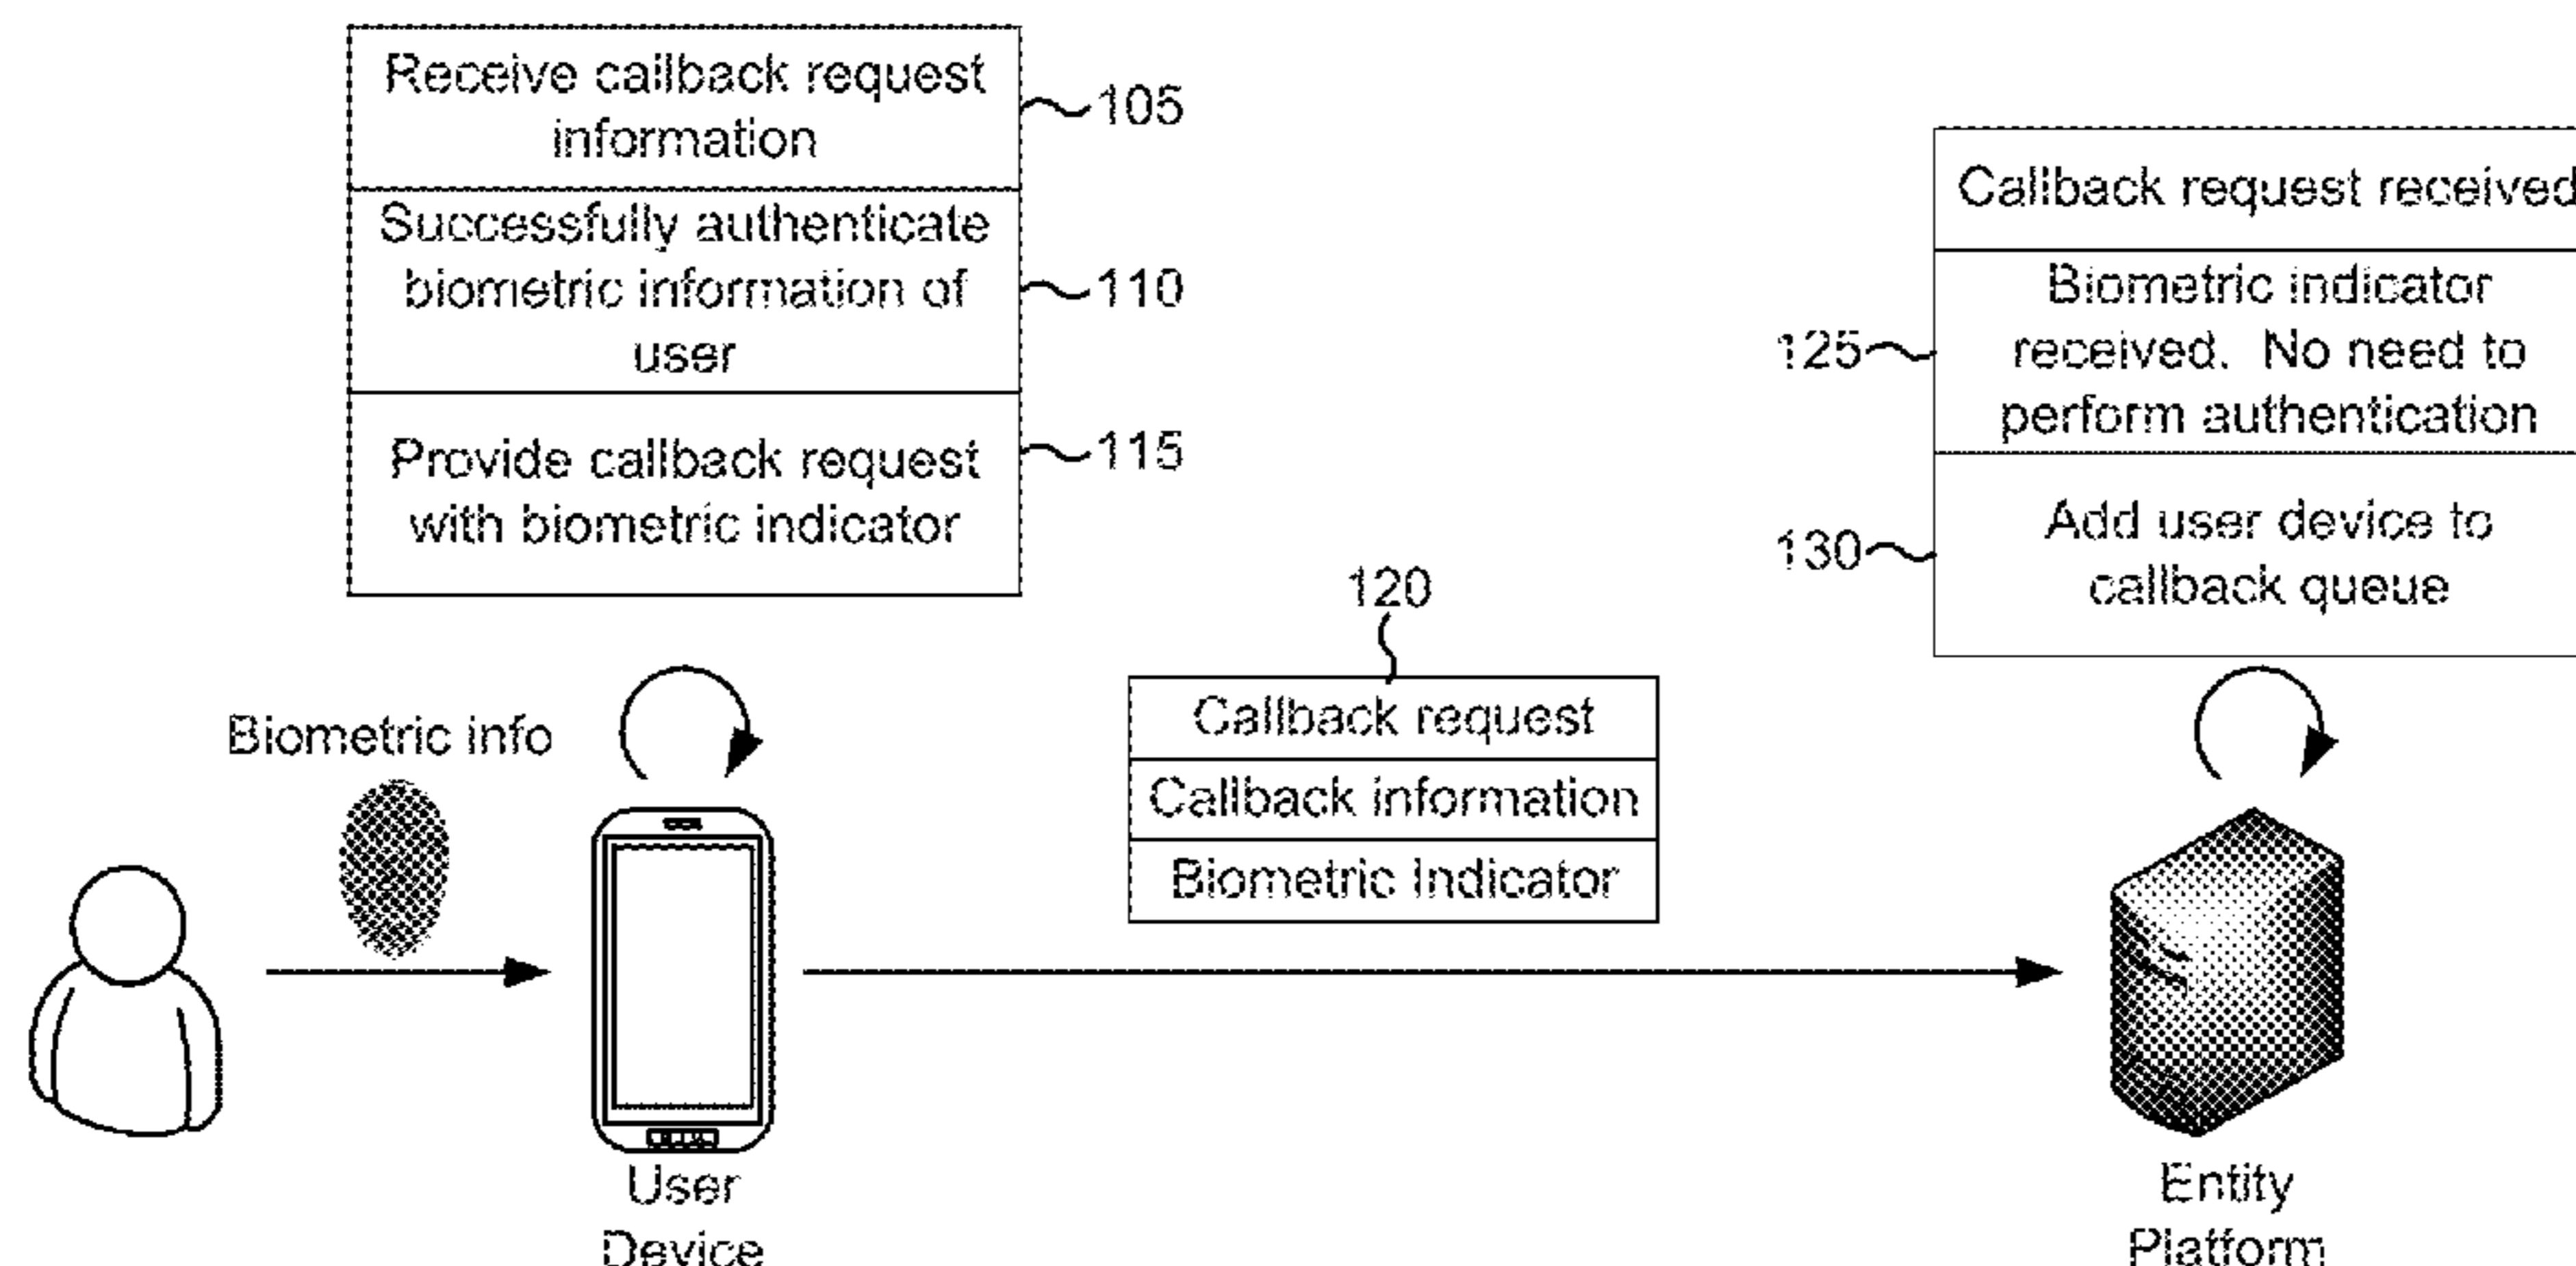 Receive callback request
information
105
Successfully authenticate
biometric information of
user
110
Provide callback request
with biometric indicator
115
Callback request received
Biometric indicator
received. No need to
perform authentication
125
Add user device to
callback queue
130
120
Callback request
Callback information
Biometric Indicator
Biometric info
User
Device
Entity
Platform